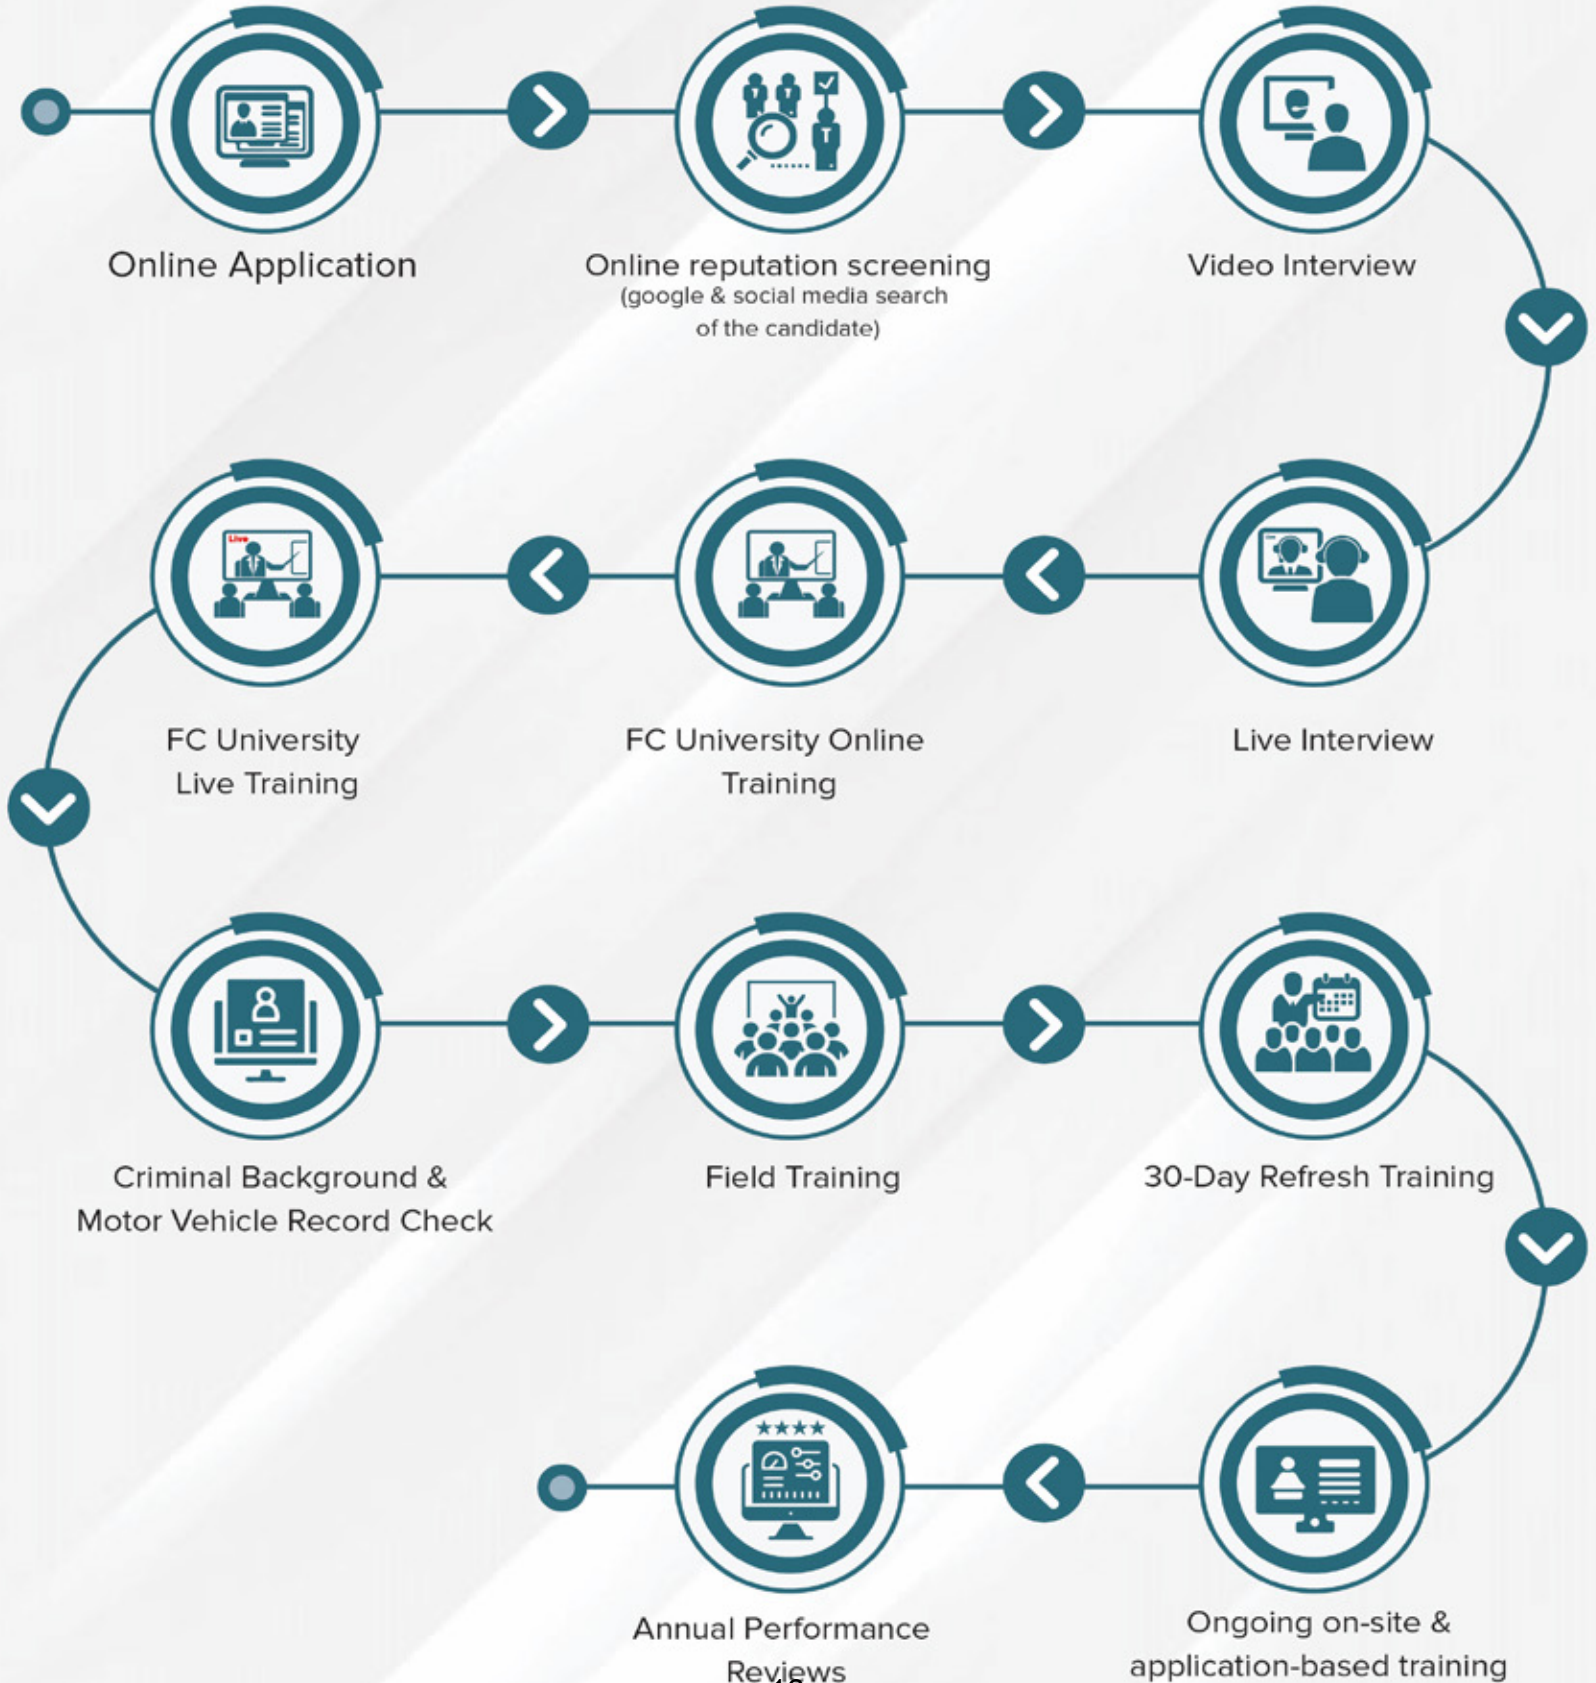 Online Application
Online reputation screening
(google & social media search
of the candidate)
Video Interview
Live
FC University
Live Training
FC University Online
Training
Live Interview
Criminal Background &
Motor Vehicle Record Check
Field Training
30-Day Refresh Training
Annual Performance
Reviews
Ongoing on-site &
application-based training